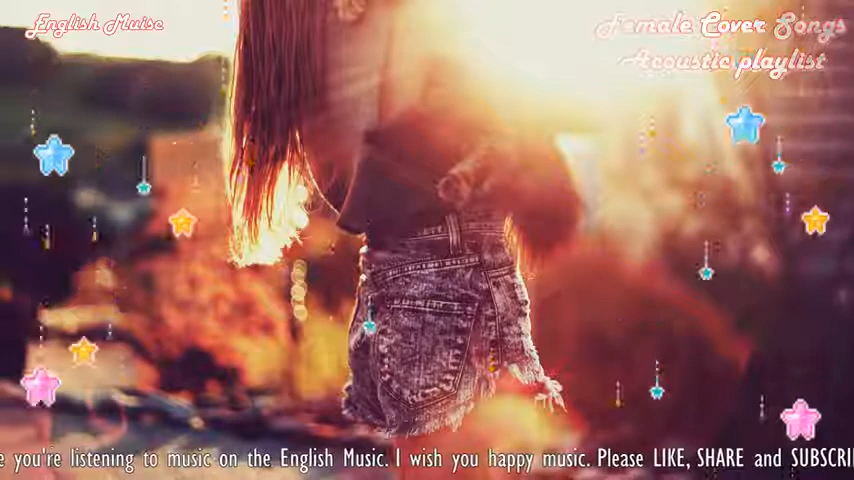 English Muisc
Female Cover Songs
Acoustic playlist
you're listening to music on the English Music. I wish you happy music. Please LIKE, SHARE and